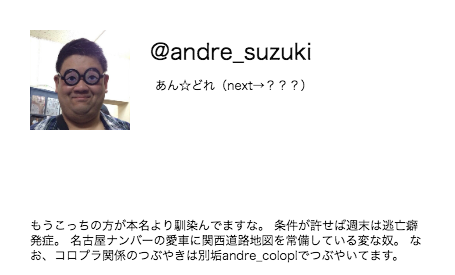 @andre_suzuki
あん☆どれ（next→？？？）
もうこっちの方が本名より馴染んでますな。 条件が許せば週末は逃亡癖
発症。 名古屋ナンバーの愛車に関西道路地図を常備している変な奴。 な
お、コロプラ関係のつぶやきは別垢andre_coloplでつぶやいてます。